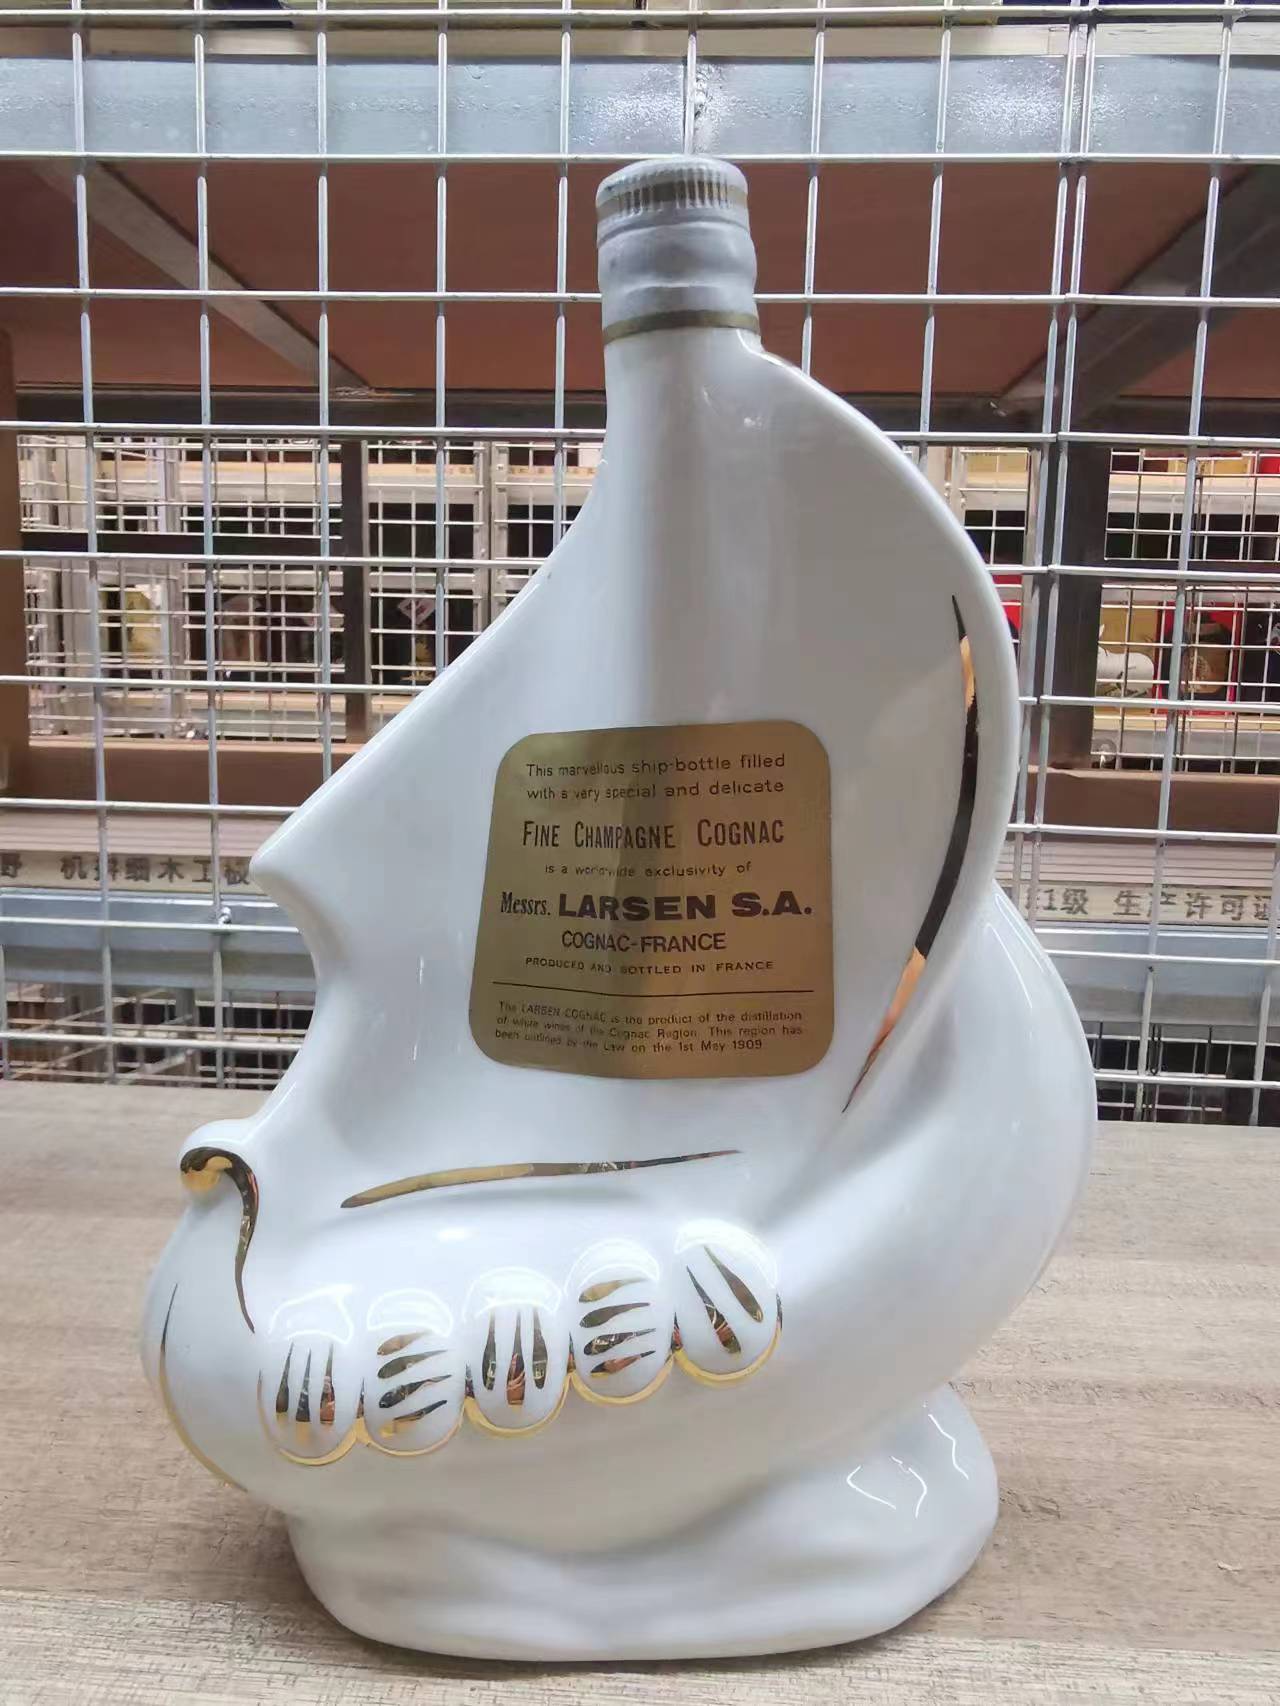 This marvellous ship-bottle filled
with a very special and delicate
FINE CHAMPAGNE COGNAC
is a worldwide exclusivity of
Messrs. LARSEN S.A.
COGNAC-FRANCE
PRODUCED AND BOTTLED IN FRANCE
The LARSEN COGNAC is the product of the distillation
of white wines of the Cognac Region. This region has
been outlined by the Law on the 1st May 1909
野 机拼细木工板
E1级 生产许可证